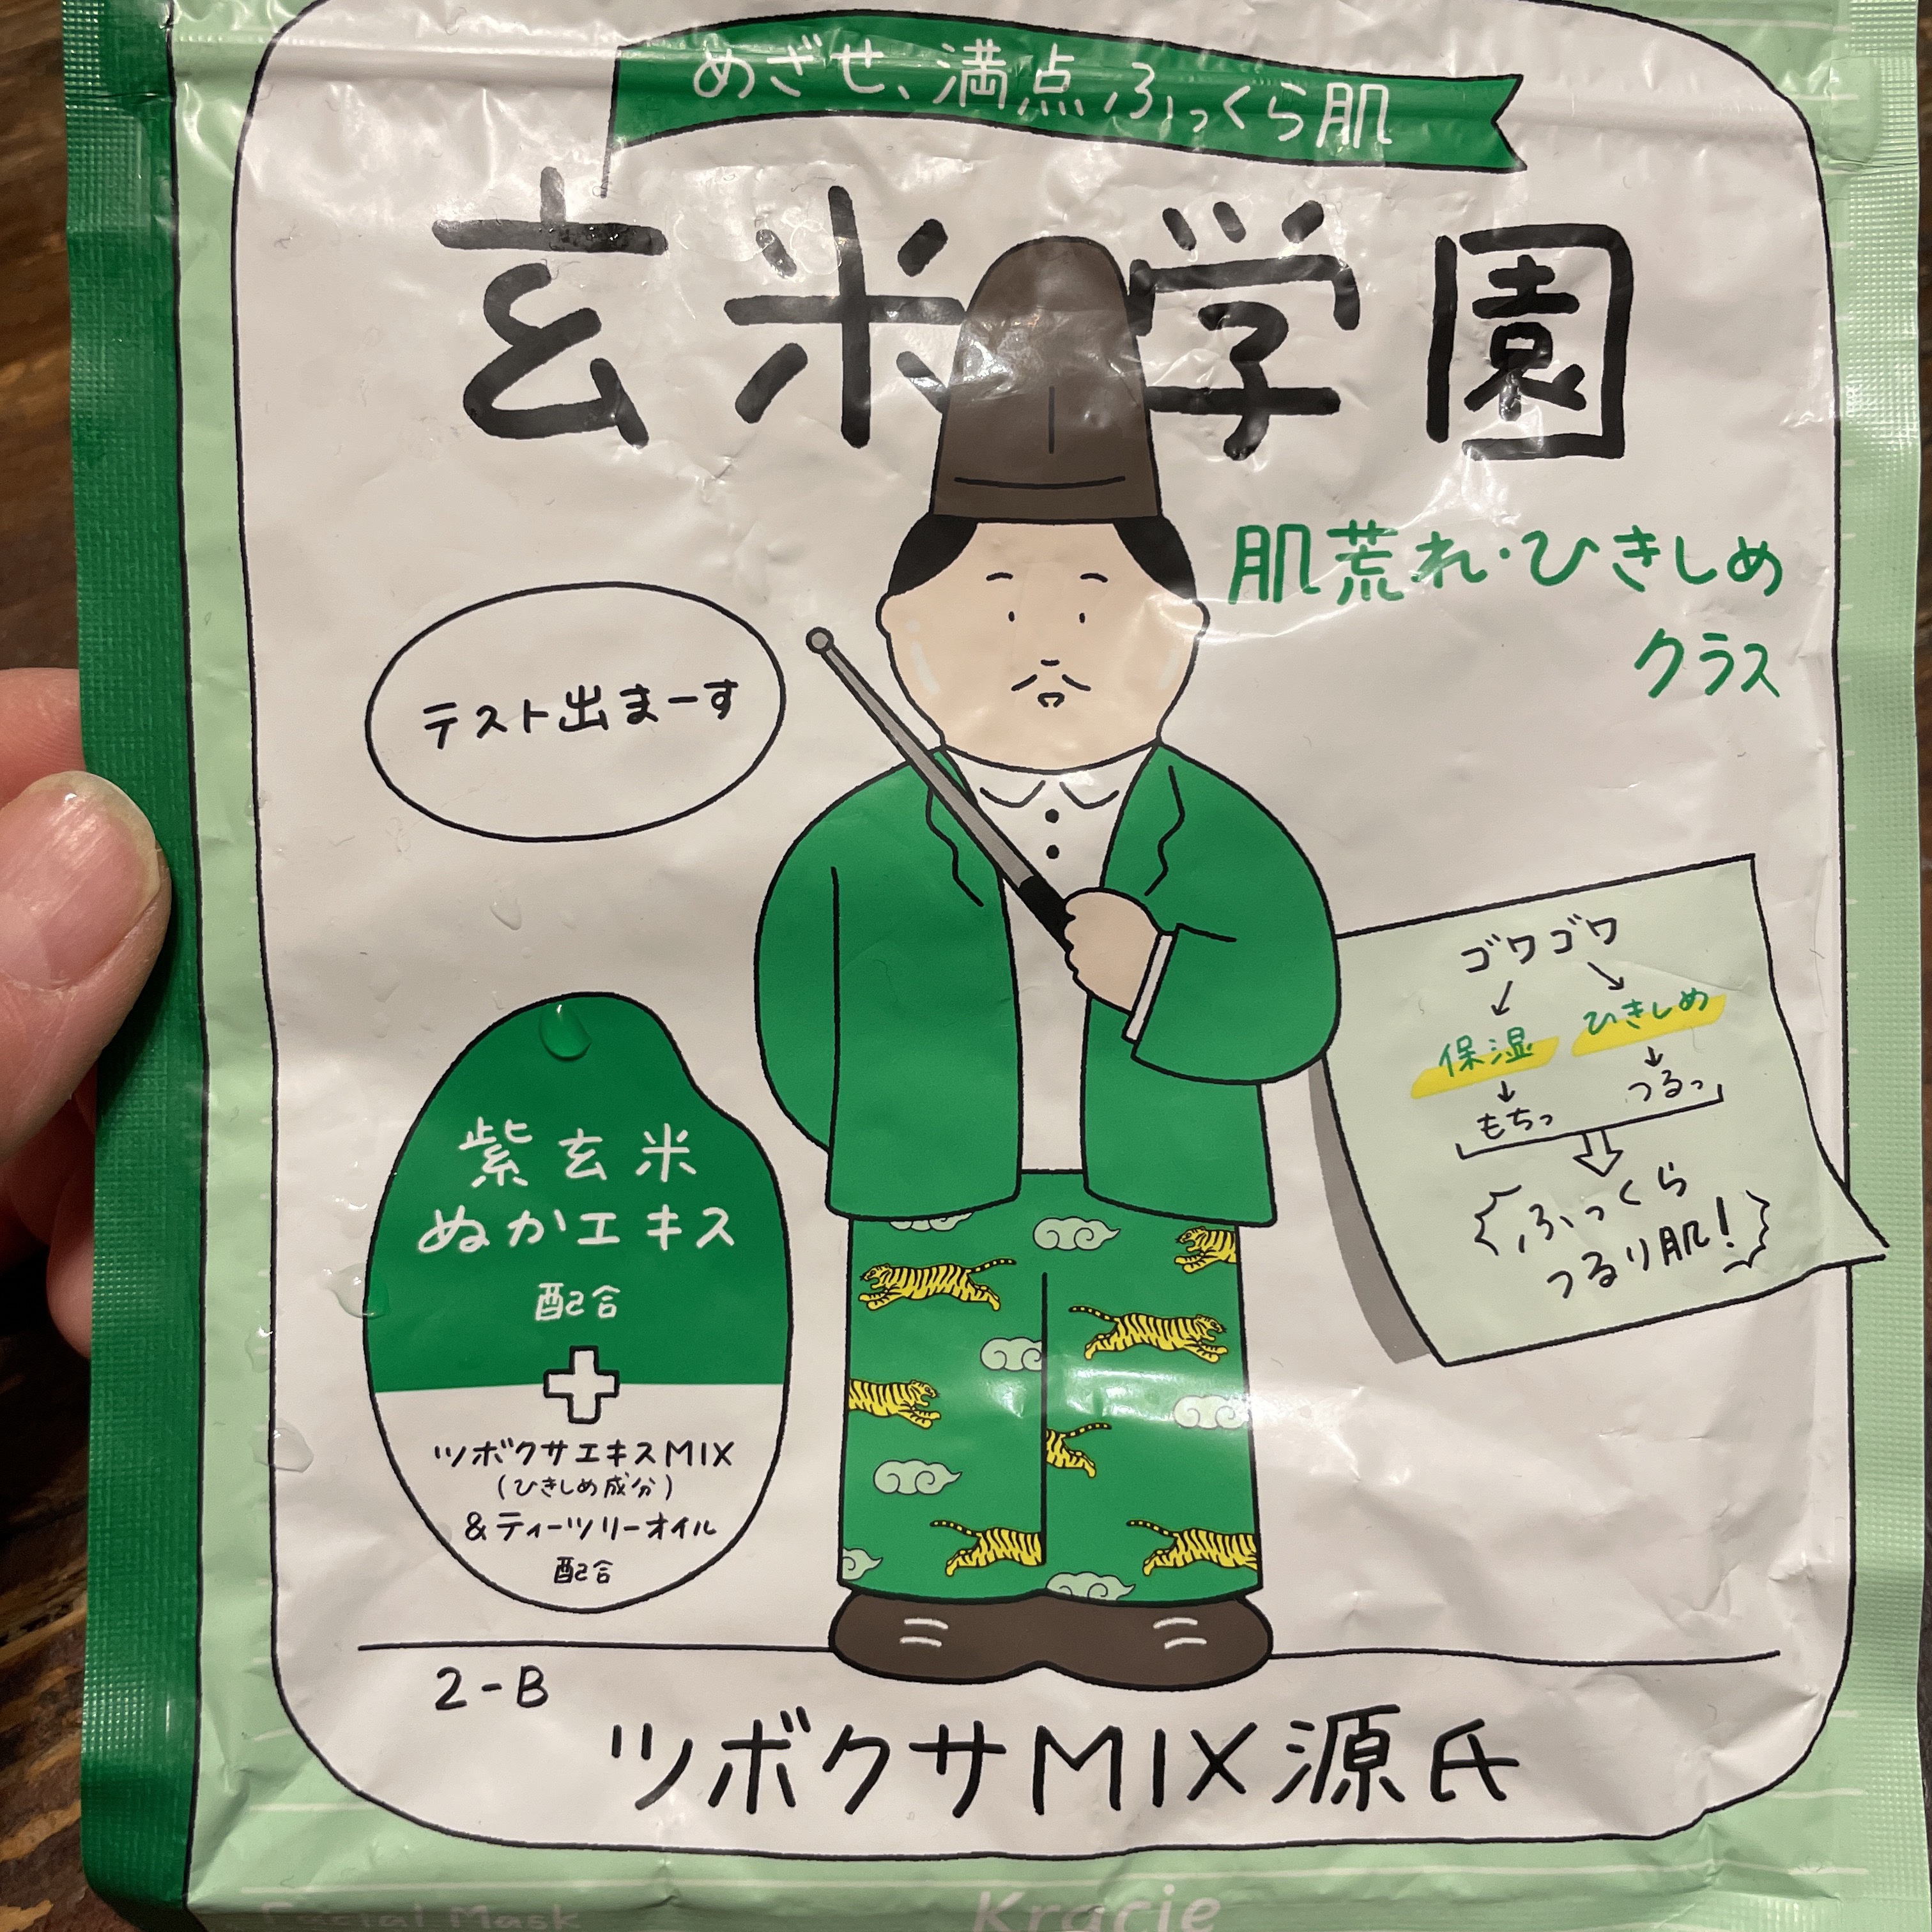 めざせ、満点ふっくら肌
玄米学園
肌荒れ・ひきしめ
クラス
テスト出まーす
ゴワゴワ
↙ ↘
保湿 ひきしめ
↓ ↓
もちっ つるっ
ふっくら
つるり肌!
紫玄米
ぬかエキス
配合
+
ツボクサエキスMIX
(ひきしめ成分)
&ティーツリーオイル
配合
2-B
ツボクサMIX源氏
Facial Mask
Kracie